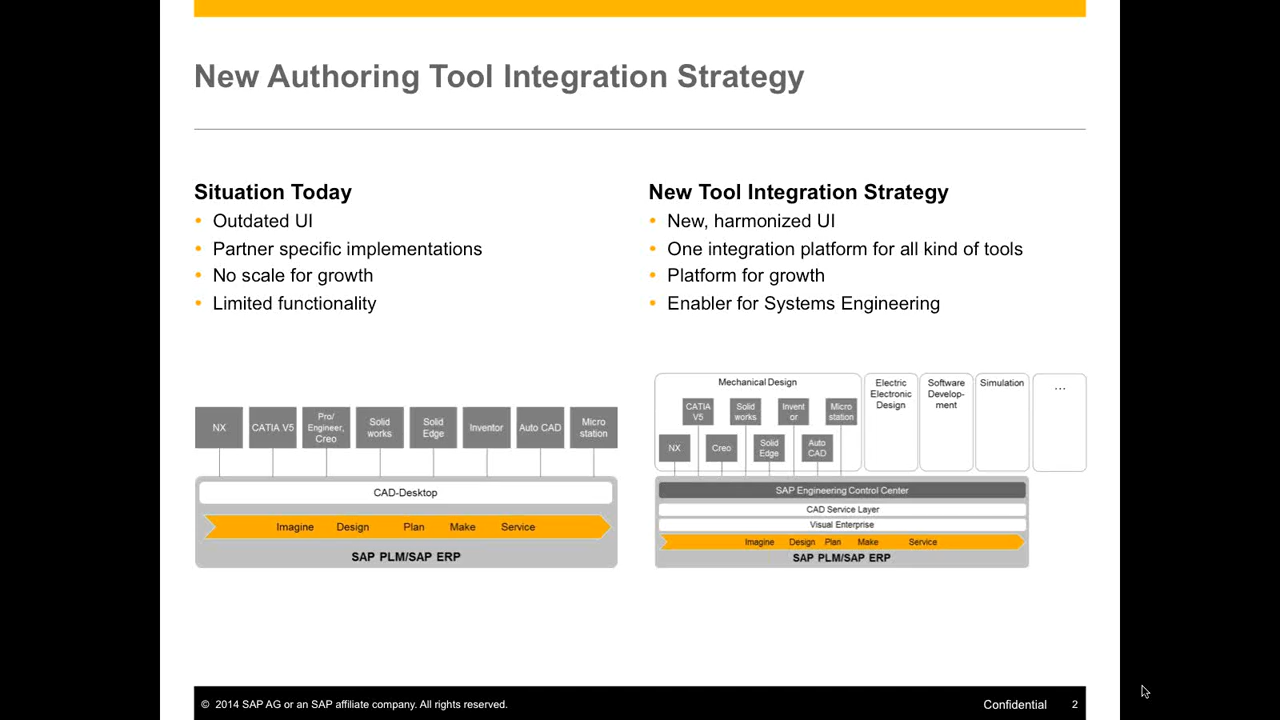 New Authoring Tool Integration Strategy
Situation Today
• Outdated UI
• Partner specific implementations
• No scale for growth
• Limited functionality
New Tool Integration Strategy
• New, harmonized UI
• One integration platform for all kind of tools
• Platform for growth
• Enabler for Systems Engineering
NX
CATIA V5
Pro/
Engineer,
Creo
Solid
works
Solid
Edge
Inventor
Auto CAD
Micro
station
CAD-Desktop
Imagine Design Plan Make Service
SAP PLM/SAP ERP
Mechanical Design
CATIA
V5
Solid
works
Invent
or
Micro
station
NX
Creo
Solid
Edge
Auto
CAD
Electric
Electronic
Design
Software
Develop-
ment
Simulation
...
SAP Engineering Control Center
CAD Service Layer
Visual Enterprise
Imagine Design Plan Make Service
SAP PLM/SAP ERP
© 2014 SAP AG or an SAP affiliate company. All rights reserved.
Confidential 2